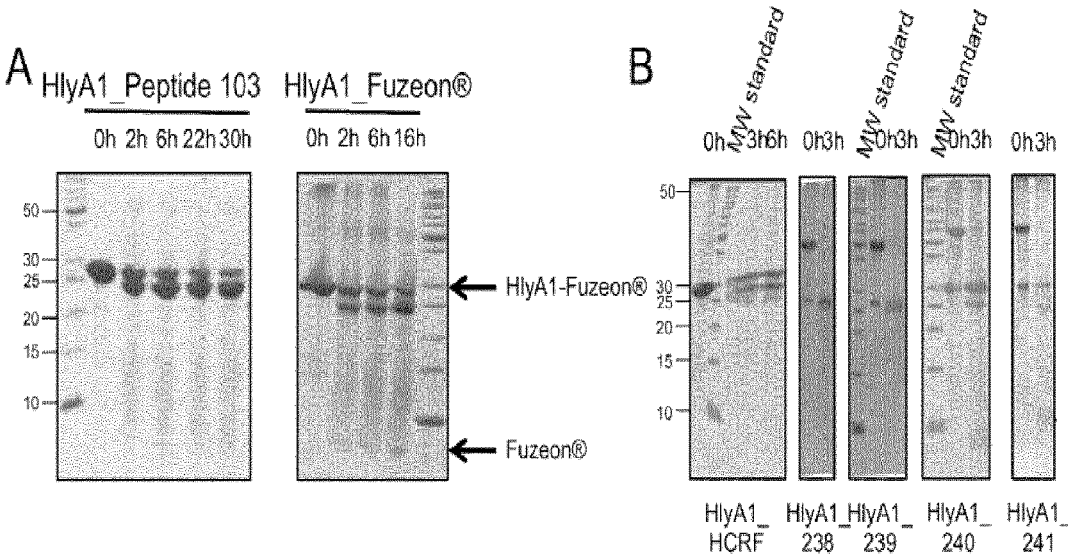 A
HlyA1_Peptide 103
HlyA1_Fuzeon®
0h 2h 6h 22h 30h
0h 2h 6h 16h
50
30
25
20
15
10
HlyA1-Fuzeon®
Fuzeon®
B
MW standard
MW standard
MW standard
0h 3h 6h
0h 3h
0h 3h
0h 3h
0h 3h
50
30
25
20
15
10
HlyA1_
HCRF
HlyA1_
238
HlyA1_
239
HlyA1_
240
HlyA1_
241